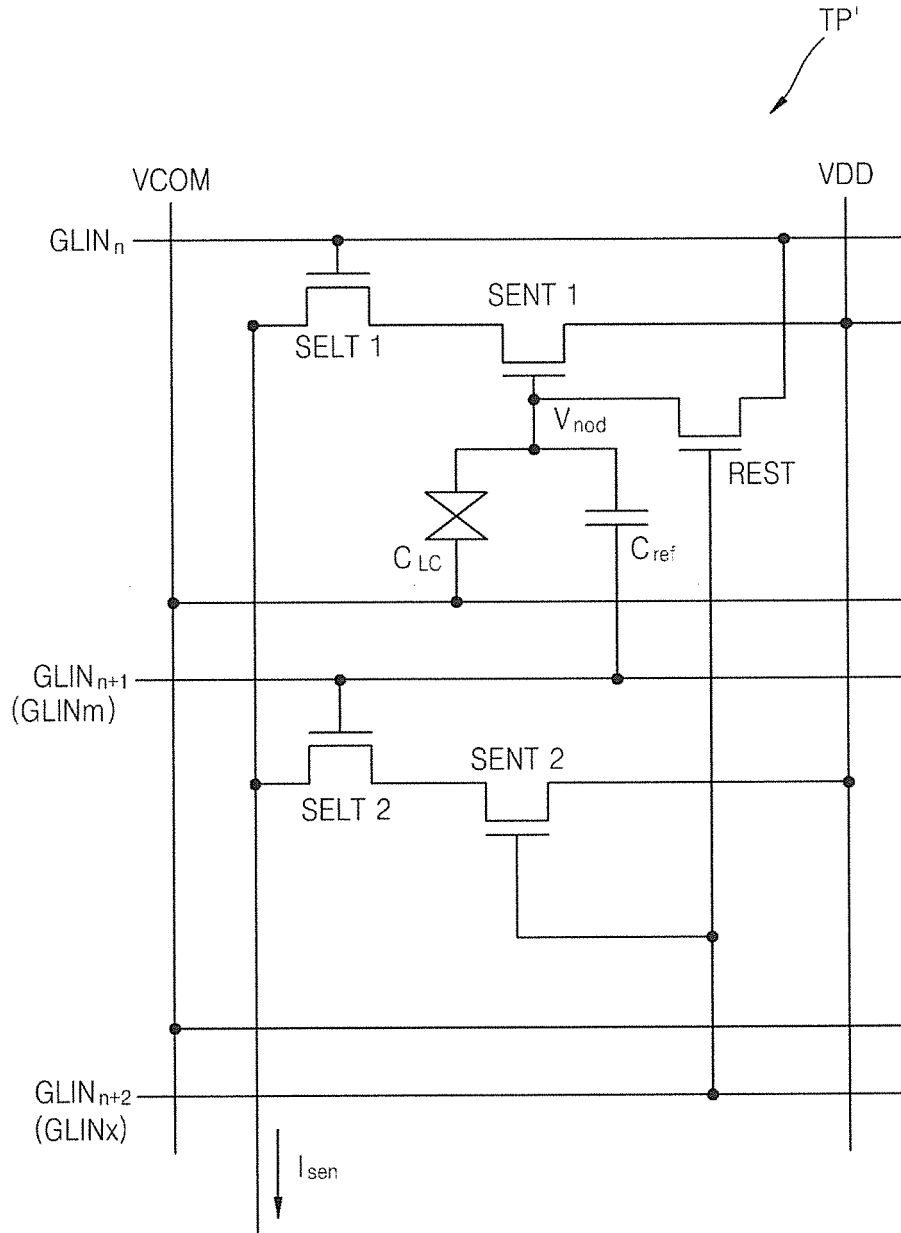 TP'
VCOM
VDD
GLINn
SENT 1
SELT 1
Vnod
REST
CLC
Cref
GLINn+1
(GLINm)
SENT 2
SELT 2
GLINn+2
(GLINx)
Isen